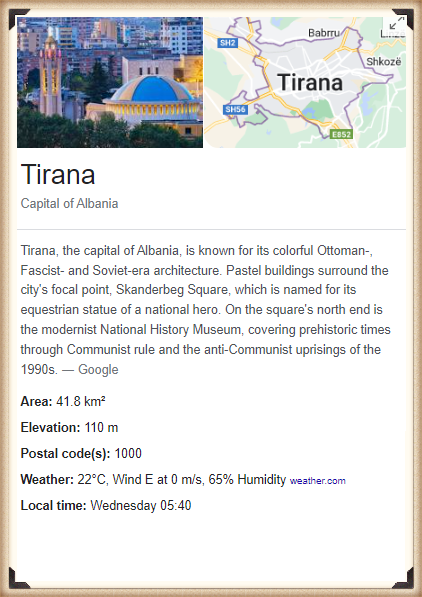 SH2
Babrru
Shkozë
Tirana
SH56
E852
Tirana
Capital of Albania
Tirana, the capital of Albania, is known for its colorful Ottoman-,
Fascist- and Soviet-era architecture. Pastel buildings surround the
city's focal point, Skanderbeg Square, which is named for its
equestrian statue of a national hero. On the square's north end is
the modernist National History Museum, covering prehistoric times
through Communist rule and the anti-Communist uprisings of the
1990s. — Google
Area: 41.8 km²
Elevation: 110 m
Postal code(s): 1000
Weather: 22°C, Wind E at 0 m/s, 65% Humidity weather.com
Local time: Wednesday 05:40